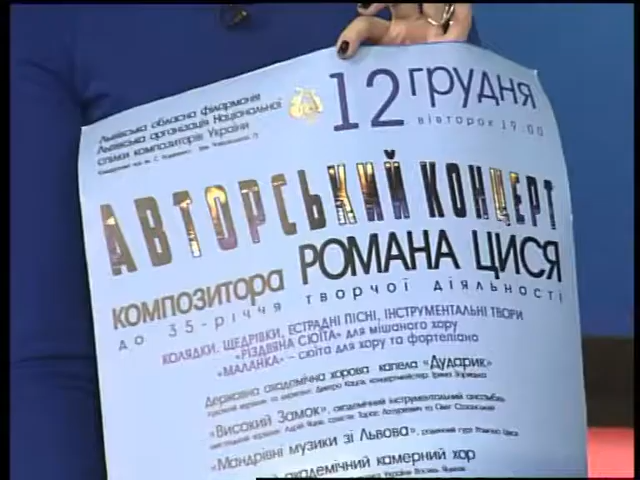 Львівська обласна філармонія
Львівська організація Національної
спілки композиторів України
12 ГРУДНЯ
вівторок 19:00
АВТОРСЬКИЙ КОНЦЕРТ
КОМПОЗИТОРА РОМАНА ЦИСЯ
до 35-річчя творчої діяльності
КОЛЯДКИ, ЩЕДРІВКИ, ЕСТРАДНІ ПІСНІ, ІНСТРУМЕНТАЛЬНІ ТВОРИ
«РІЗДВЯНА СЮЇТА» для мішаного хору
«МАЛАНКА» – сюїта для хору та фортепіано
Державна академічна хорова капела «Дударик»
«Високий Замок», академічний інструментальний ансамбль
«Мандрівні музики зі Львова»,
академічний камерний хор